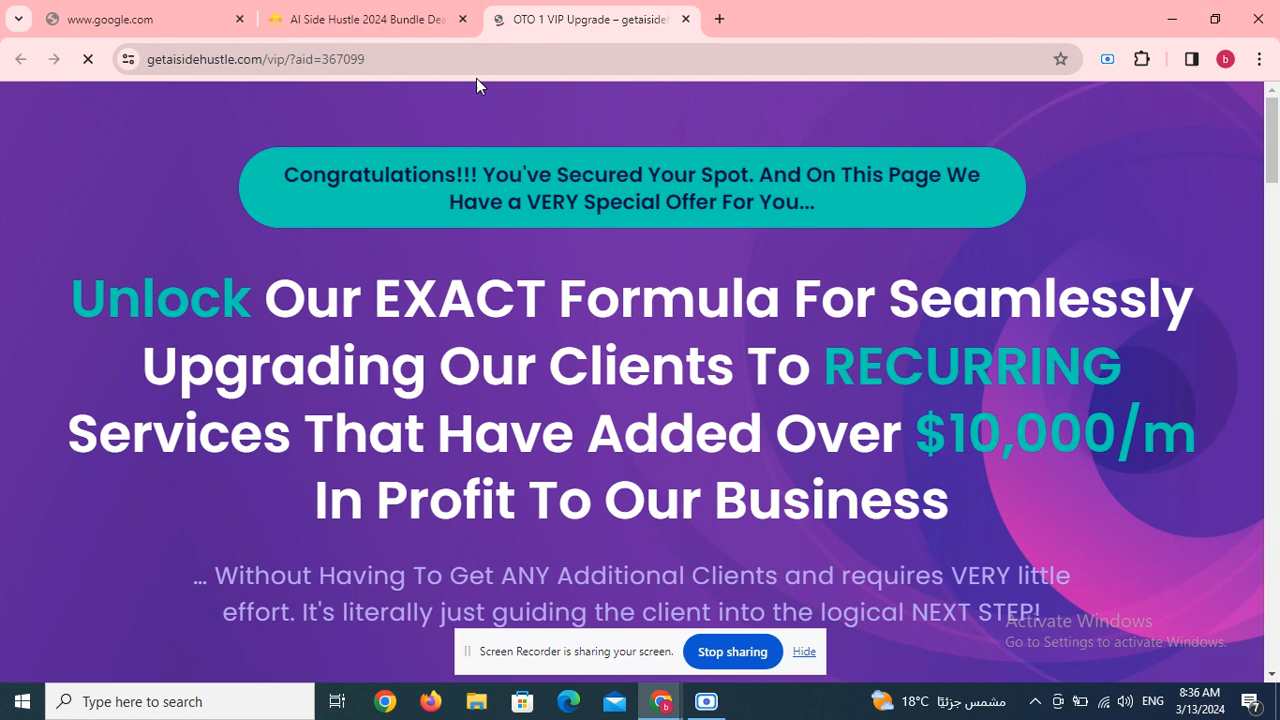 www.google.com
AI Side Hustle 2024 Bundle Dea
OTO 1 VIP Upgrade – getaisideh
getaisidehustle.com/vip/?aid=367099
b
Congratulations!!! You've Secured Your Spot. And On This Page We
Have a VERY Special Offer For You...
Unlock Our EXACT Formula For Seamlessly
Upgrading Our Clients To RECURRING
Services That Have Added Over $10,000/m
In Profit To Our Business
... Without Having To Get ANY Additional Clients and requires VERY little
effort. It's literally just guiding the client into the logical NEXT STEP!
Activate Windows
Go to Settings to activate Windows.
Screen Recorder is sharing your screen.
Stop sharing
Hide
Type here to search
b
18°C مشمس جزئيًا
ENG
8:36 AM
3/13/2024
7